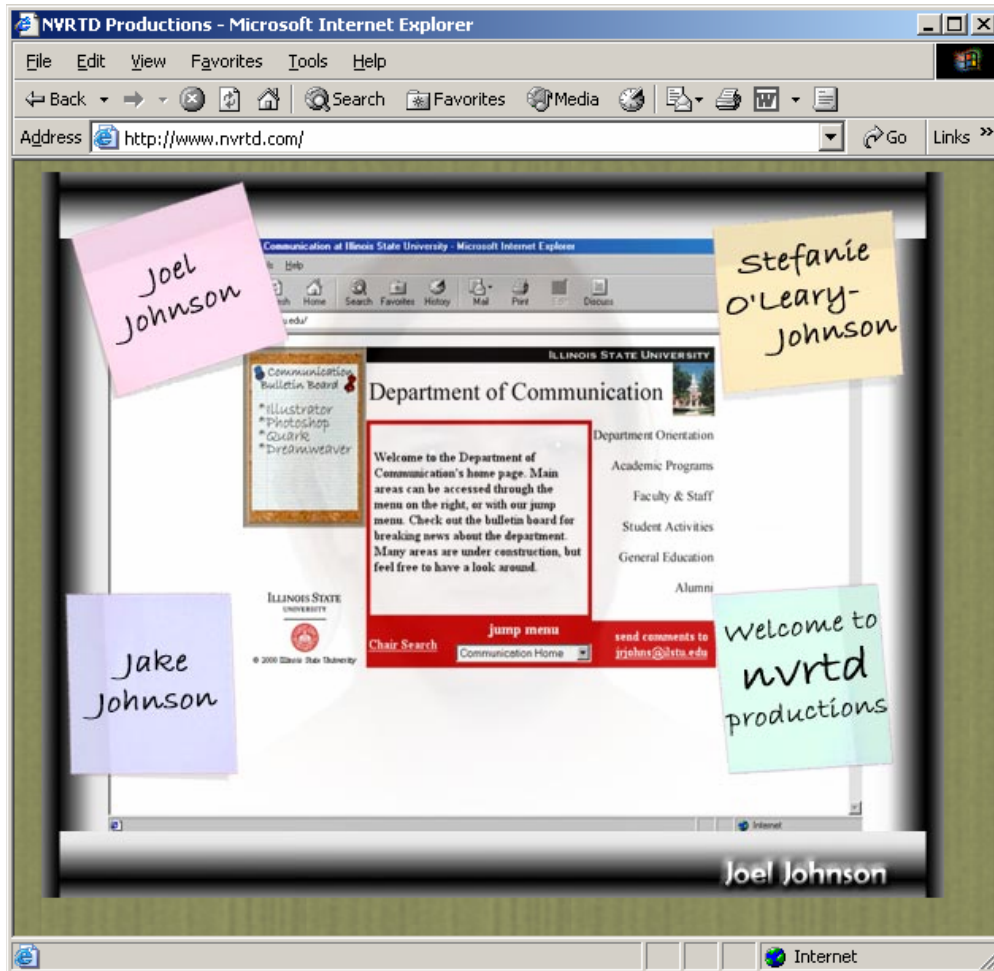 NVRTD Productions - Microsoft Internet Explorer
File Edit View Favorites Tools Help
Back Search Favorites Media
Address http://www.nvrtd.com/ Go Links »
Joel
Johnson
Stefanie
O'Leary-
Johnson
Communication at Illinois State University - Microsoft Internet Explorer
Help
Home Search Favorites History Mail Print Edit Discuss
.edu/
ILLINOIS STATE UNIVERSITY
Communication
Bulletin Board
*Illustrator
*Photoshop
*Quark
*Dreamweaver
Department of Communication
Welcome to the Department of
Communication's home page. Main
areas can be accessed through the
menu on the right, or with our jump
menu. Check out the bulletin board for
breaking news about the department.
Many areas are under construction, but
feel free to have a look around.
Department Orientation
Academic Programs
Faculty & Staff
Student Activities
General Education
Alumni
ILLINOIS STATE
UNIVERSITY
© 2000 Illinois State University
Chair Search
jump menu
Communication Home
send comments to
jrjohns@ilstu.edu
Jake
Johnson
Welcome to
nvrtd
productions
Internet
Joel Johnson
Internet